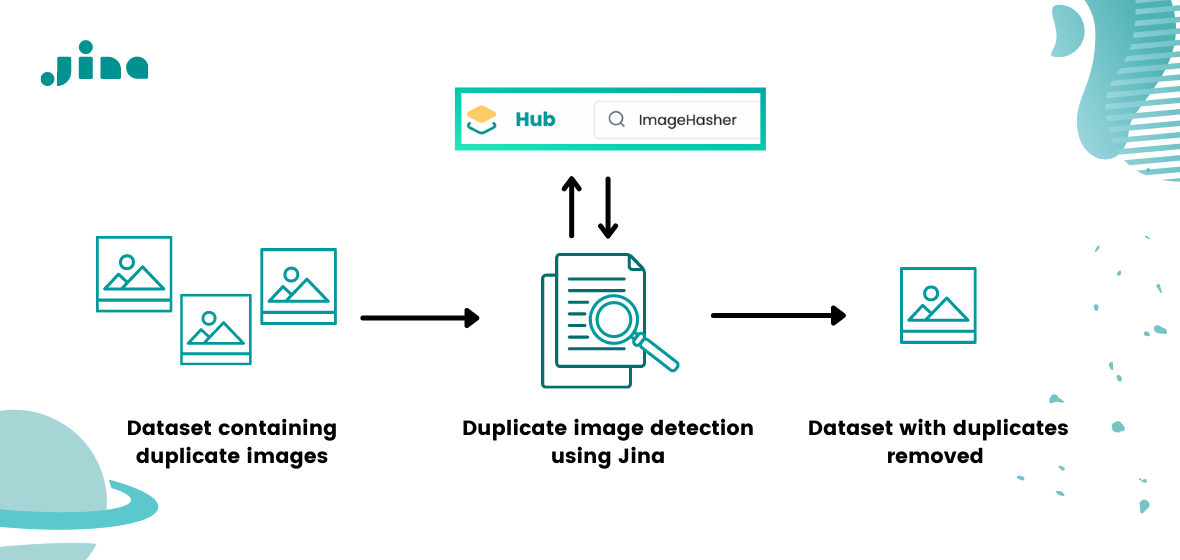 Jina
Hub
ImageHasher
Dataset containing
duplicate images
Duplicate image detection
using Jina
Dataset with duplicates
removed